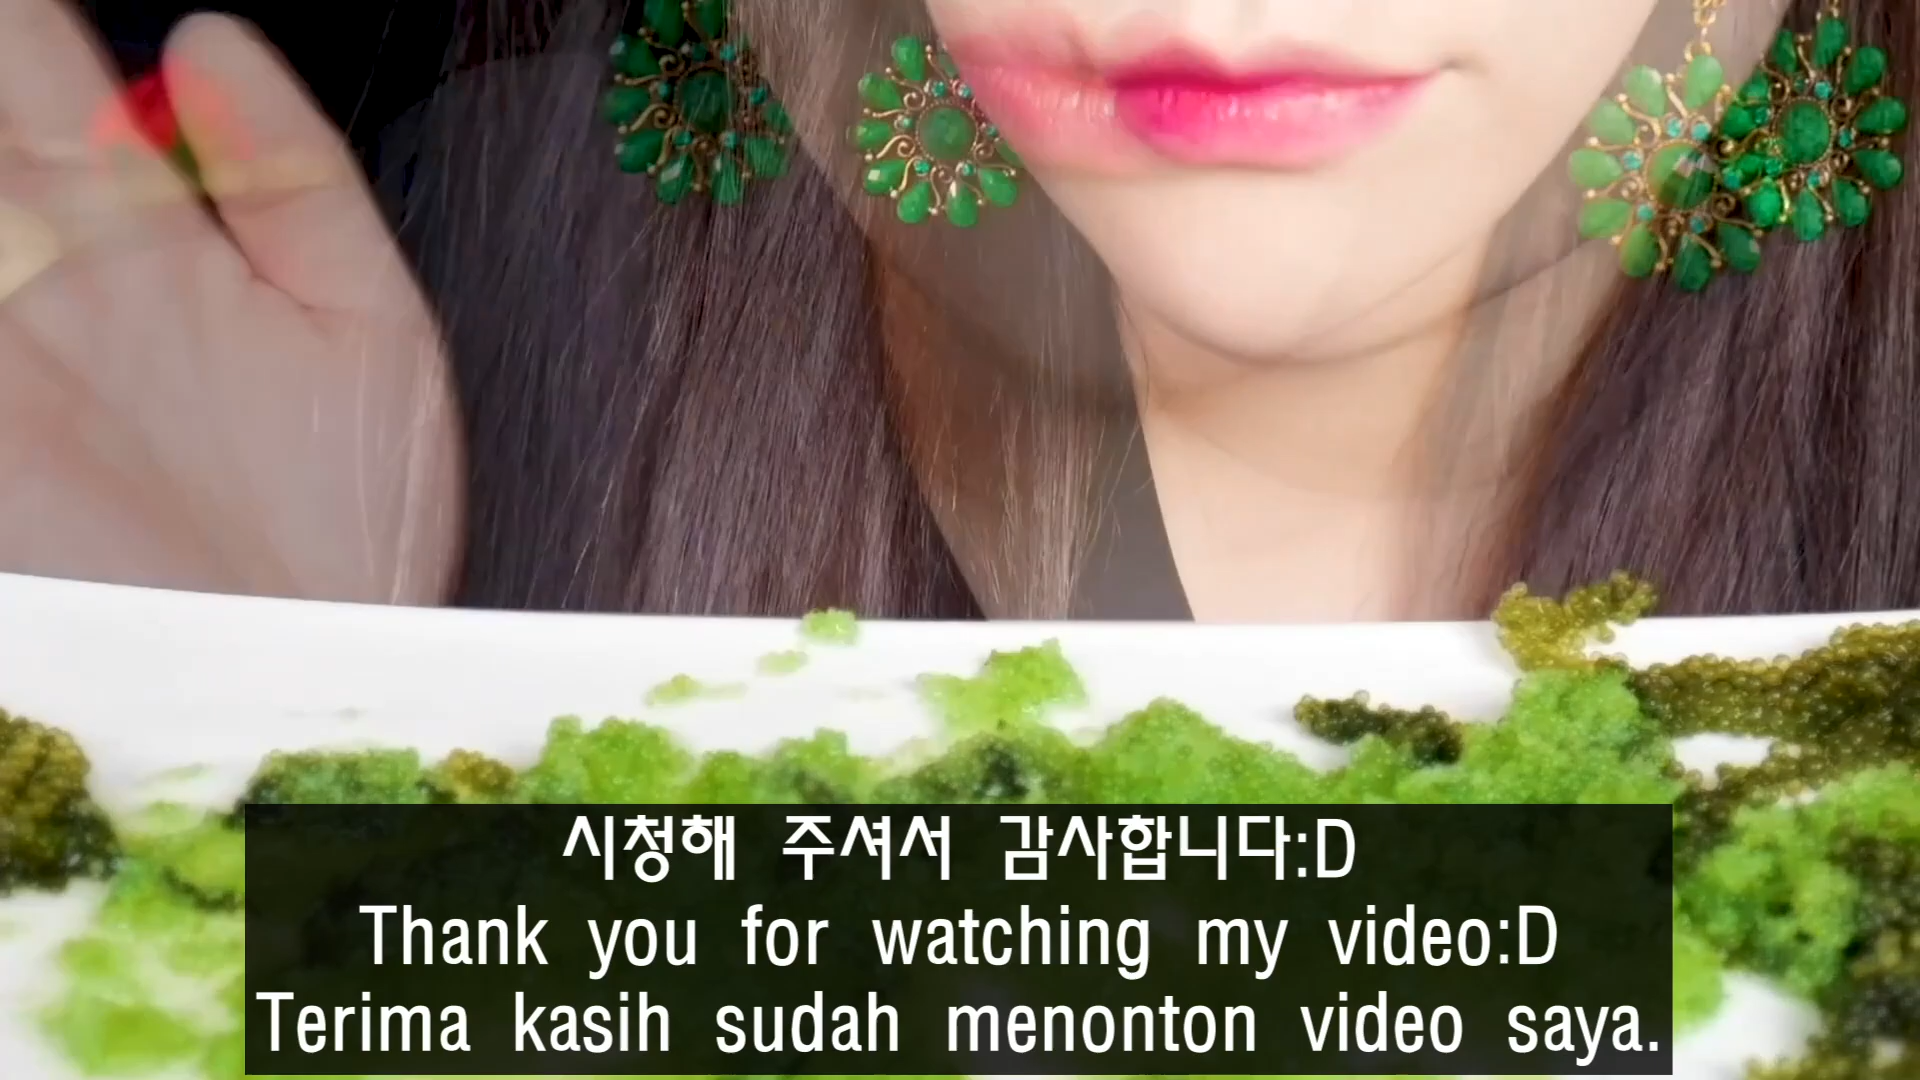 시청해 주셔서 감사합니다:D
Thank you for watching my video:D
Terima kasih sudah menonton video saya.